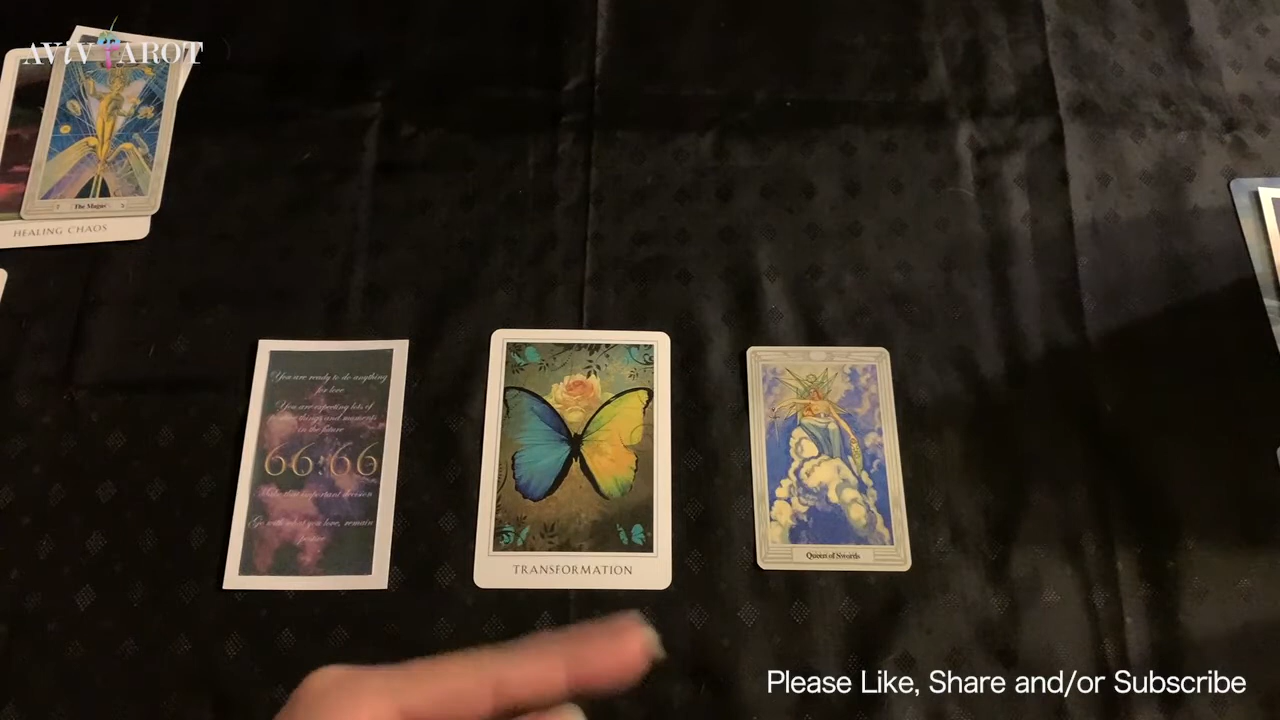 AViV TAROT
I The Magus
HEALING CHAOS
You are ready to do anything
for love
You are expecting lots of
things and moments
in the future
66:66
Make that important decision
Go with what you love, remain
positive
TRANSFORMATION
Queen of Swords
Please Like, Share and/or Subscribe